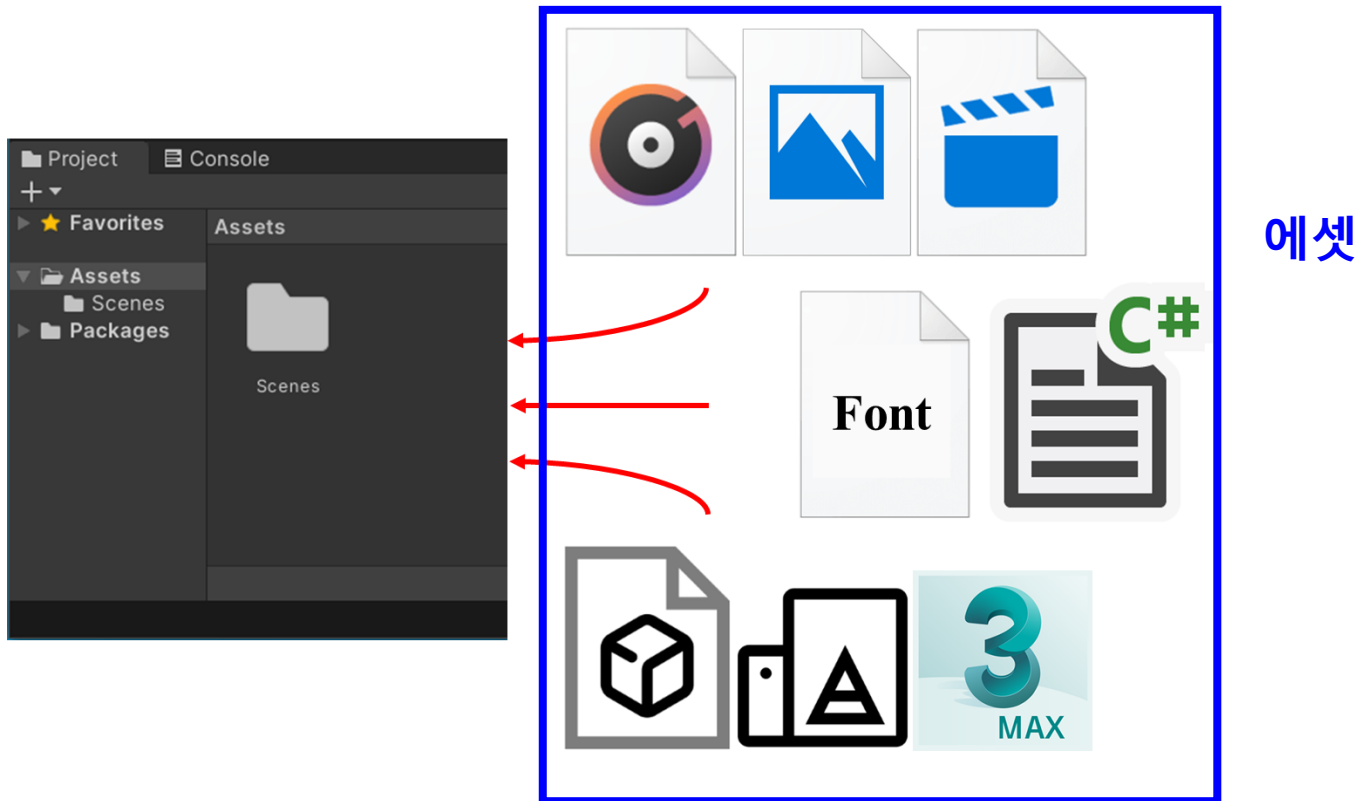 Project
Console
Favorites
Assets
Assets
Scenes
Packages
Scenes
에셋
Font
C#
3
MAX